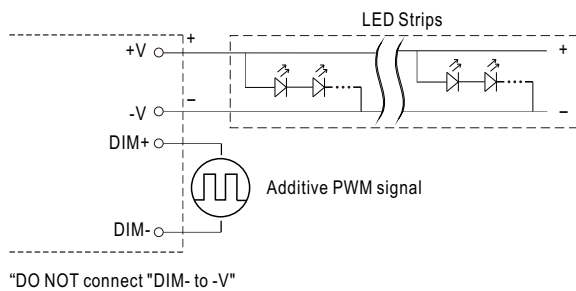 LED Strips
+V
+
+
-V
−
−
DIM+
Additive PWM signal
DIM-
“DO NOT connect "DIM- to -V"